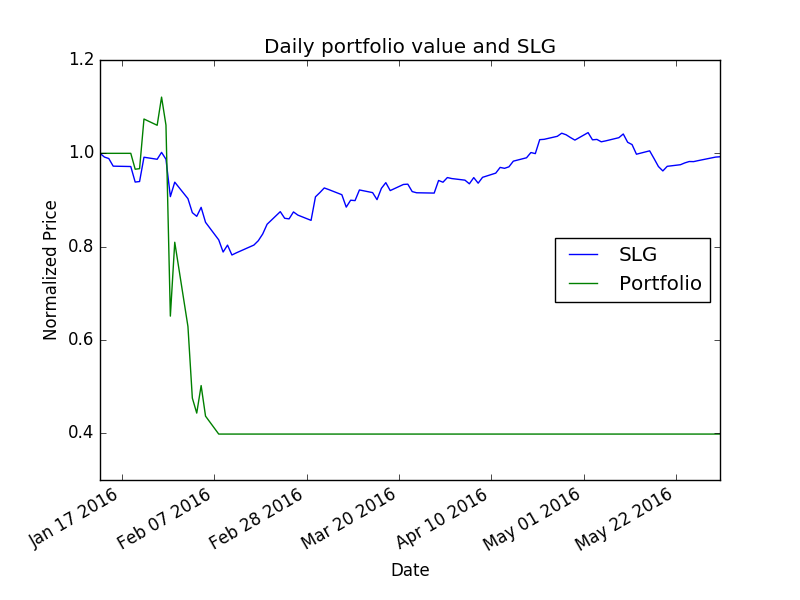 Daily portfolio value and SLG
1.2
1.0
0.8
0.6
0.4
Normalized Price
SLG
Portfolio
Jan 17 2016
Feb 07 2016
Feb 28 2016
Mar 20 2016
Apr 10 2016
May 01 2016
May 22 2016
Date